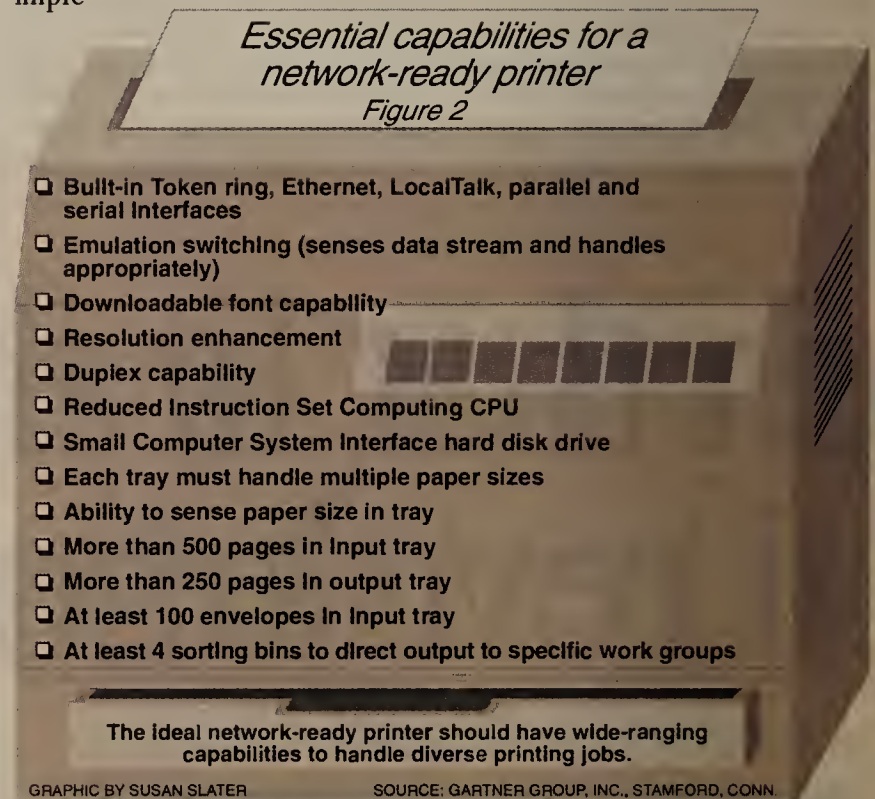 Essential capabilities for a
network-ready printer
Figure 2
❑ Built-in Token ring, Ethernet, LocalTalk, parallel and
serial Interfaces
❑ Emulation switching (senses data stream and handles
appropriately)
❑ Downloadable font capability
❑ Resolution enhancement
❑ Duplex capability
❑ Reduced Instruction Set Computing CPU
❑ Small Computer System Interface hard disk drive
❑ Each tray must handle multiple paper sizes
❑ Ability to sense paper size in tray
❑ More than 500 pages in Input tray
❑ More than 250 pages in output tray
❑ At least 100 envelopes in Input tray
❑ At least 4 sorting bins to direct output to specific work groups
The ideal network-ready printer should have wide-ranging
capabilities to handle diverse printing jobs.
GRAPHIC BY SUSAN SLATER
SOURCE: GARTNER GROUP, INC., STAMFORD, CONN.